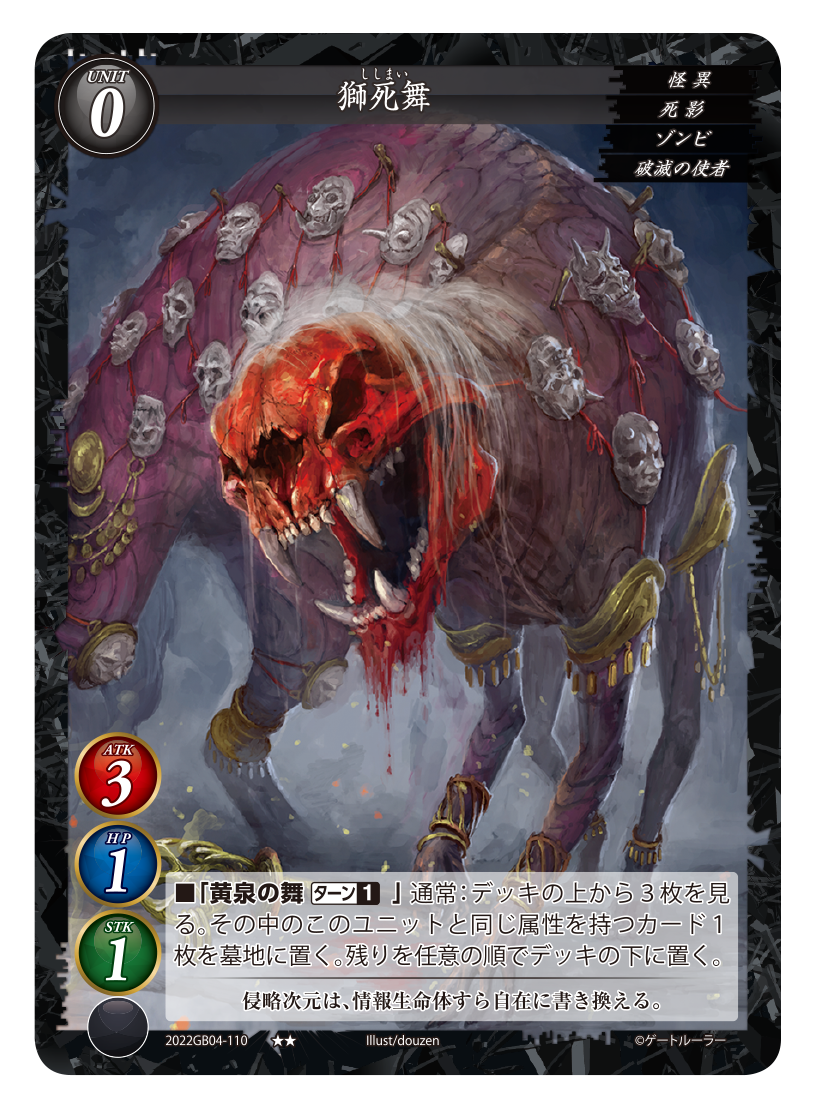 UNIT
0
ししまい
獅死舞
怪異
死影
ゾンビ
破滅の使者
ATK
3
HP
1
STK
1
■「黄泉の舞 ターン1 」通常:デッキの上から3枚を見
る。その中のこのユニットと同じ属性を持つカード1
枚を墓地に置く。残りを任意の順でデッキの下に置く。
侵略次元は、情報生命体すら自在に書き換える。
2022GB04-110 ★★ Illust/douzen ©ゲートルーラー